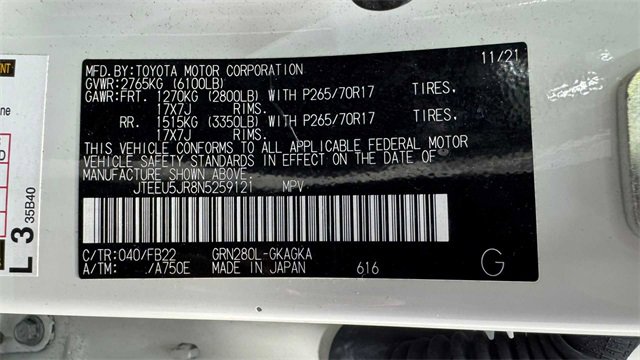 11/21
MFD.BY:TOYOTA MOTOR CORPORATION
GVWR:2765KG (6100LB)
GAWR:FRT. 1270KG (2800LB) WITH P265/70R17 TIRES,
17X7J RIMS.
RR. 1515KG (3350LB) WITH P265/70R17 TIRES,
17X7J RIMS.
THIS VEHICLE CONFORMS TO ALL APPLICABLE FEDERAL MOTOR
VEHICLE SAFETY STANDARDS IN EFFECT ON THE DATE OF
MANUFACTURE SHOWN ABOVE.
JTEEU5JR8N5259121 MPV
C/TR:040/FB22 GRN280L-GKAGKA
A/TM: /A750E MADE IN JAPAN 616
G
L 3
35B40